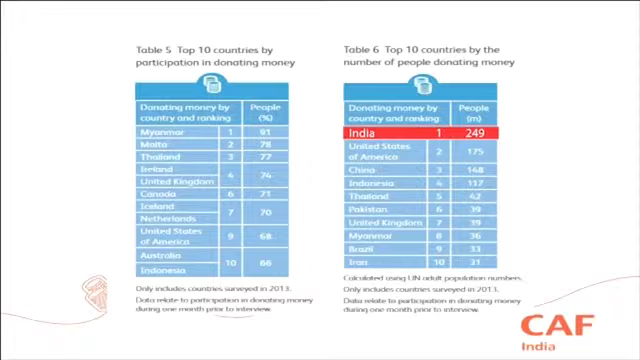 Table 5 Top 10 countries by
participation in donating money
Donating money by
country and ranking:
People
(%)
Myanmar 1 91
Malta 2 78
Thailand 3 77
Ireland
United Kingdom
4 74
Canada 6 71
Iceland
Netherlands
7 70
United States
of America
9 68
Australia
Indonesia
10 66
Only includes countries surveyed in 2013.
Data relate to participation in donating money
during one month prior to interview.
Table 6 Top 10 countries by the
number of people donating money
Donating money by
country and ranking:
People
(m)
India 1 249
United States
of America
2 175
China 3 148
Indonesia 4 117
Thailand 5 42
Pakistan 6 39
United Kingdom 7 39
Myanmar 8 36
Brazil 9 33
Iran 10 31
Calculated using UN adult population numbers.
Only includes countries surveyed in 2013.
Data relate to participation in donating money
during one month prior to interview.
CAF
India